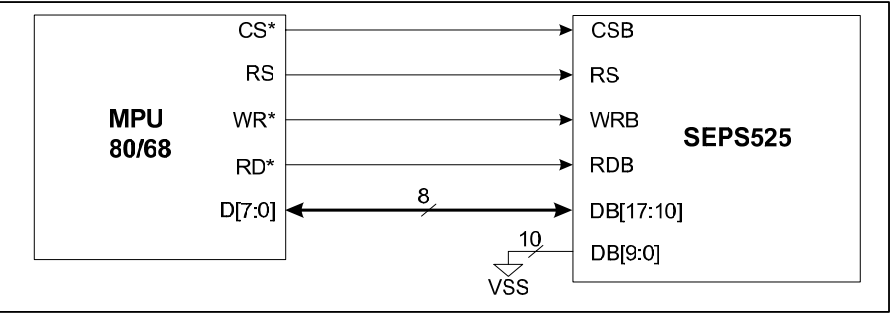 CS* CSB
RS RS
MPU WR* WRB
80/68
SEPS525
RD* RDB
D[7:0] 8 DB[17:10]
10 DB[9:0]
VSS